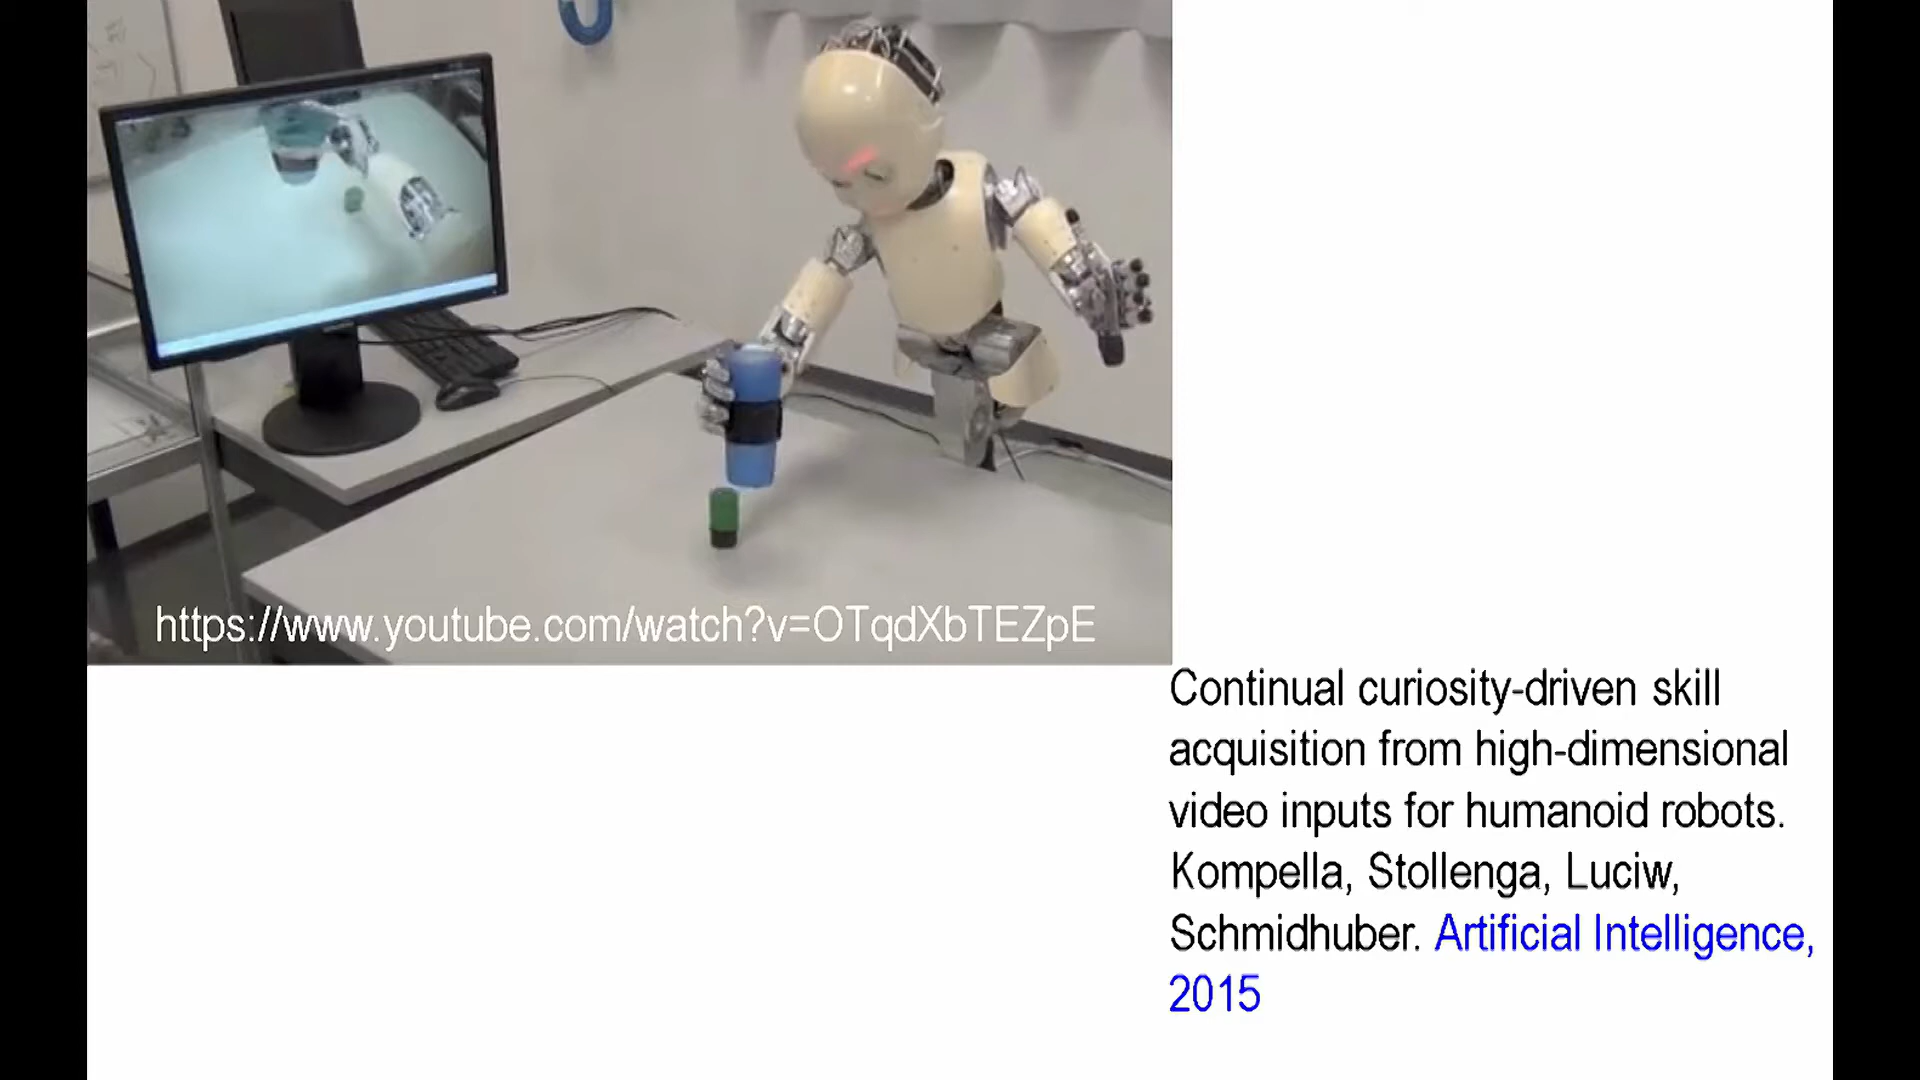 https://www.youtube.com/watch?v=OTqdXbTEZpE
Continual curiosity-driven skill
acquisition from high-dimensional
video inputs for humanoid robots.
Kompella, Stollenga, Luciw,
Schmidhuber. Artificial Intelligence,
2015